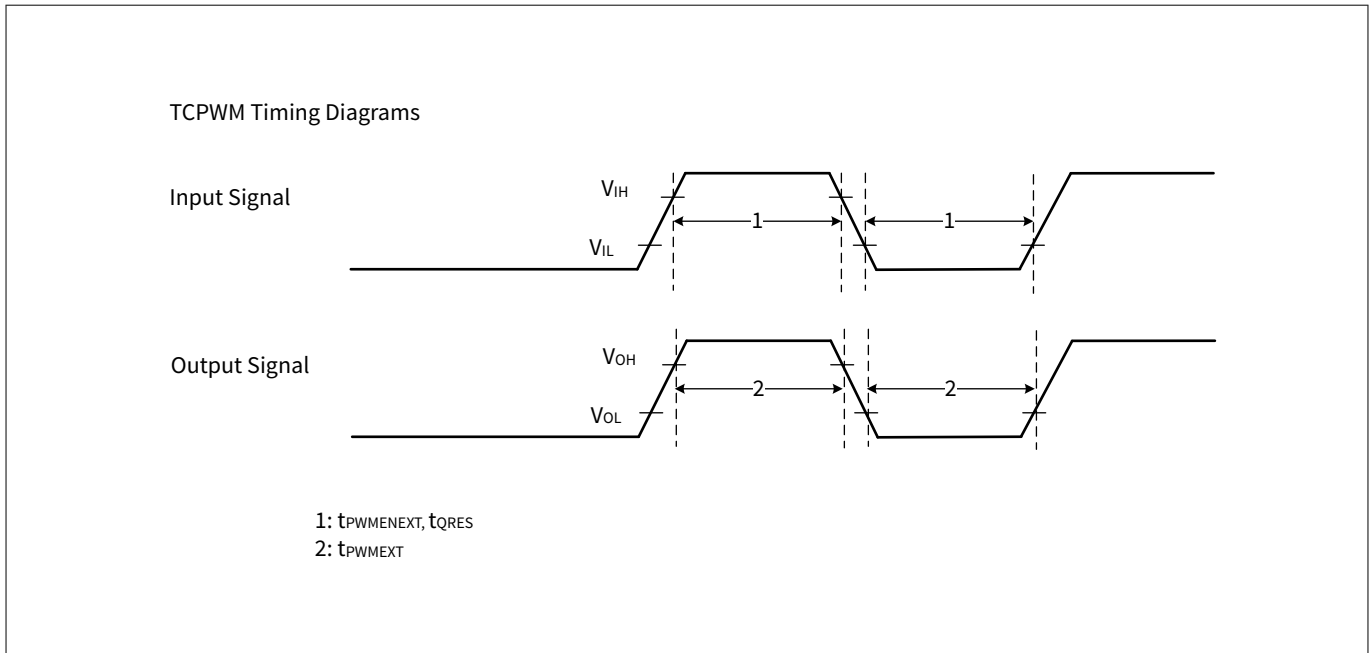 TCPWM Timing Diagrams
Input Signal
VIH
1
1
VIL
Output Signal
VOH
2
2
VOL
1: tPWMENEXT, tQRES
2: tPWMEXT